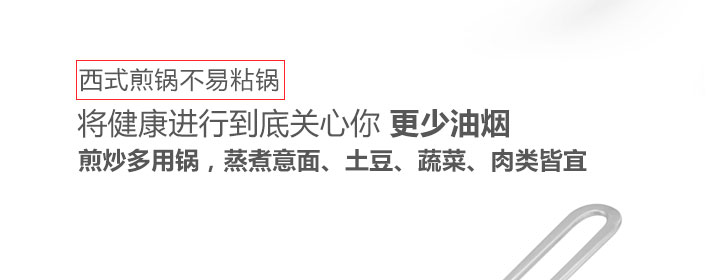 西式煎锅不易粘锅
将健康进行到底关心你 更少油烟
煎炒多用锅，蒸煮意面、土豆、蔬菜、肉类皆宜